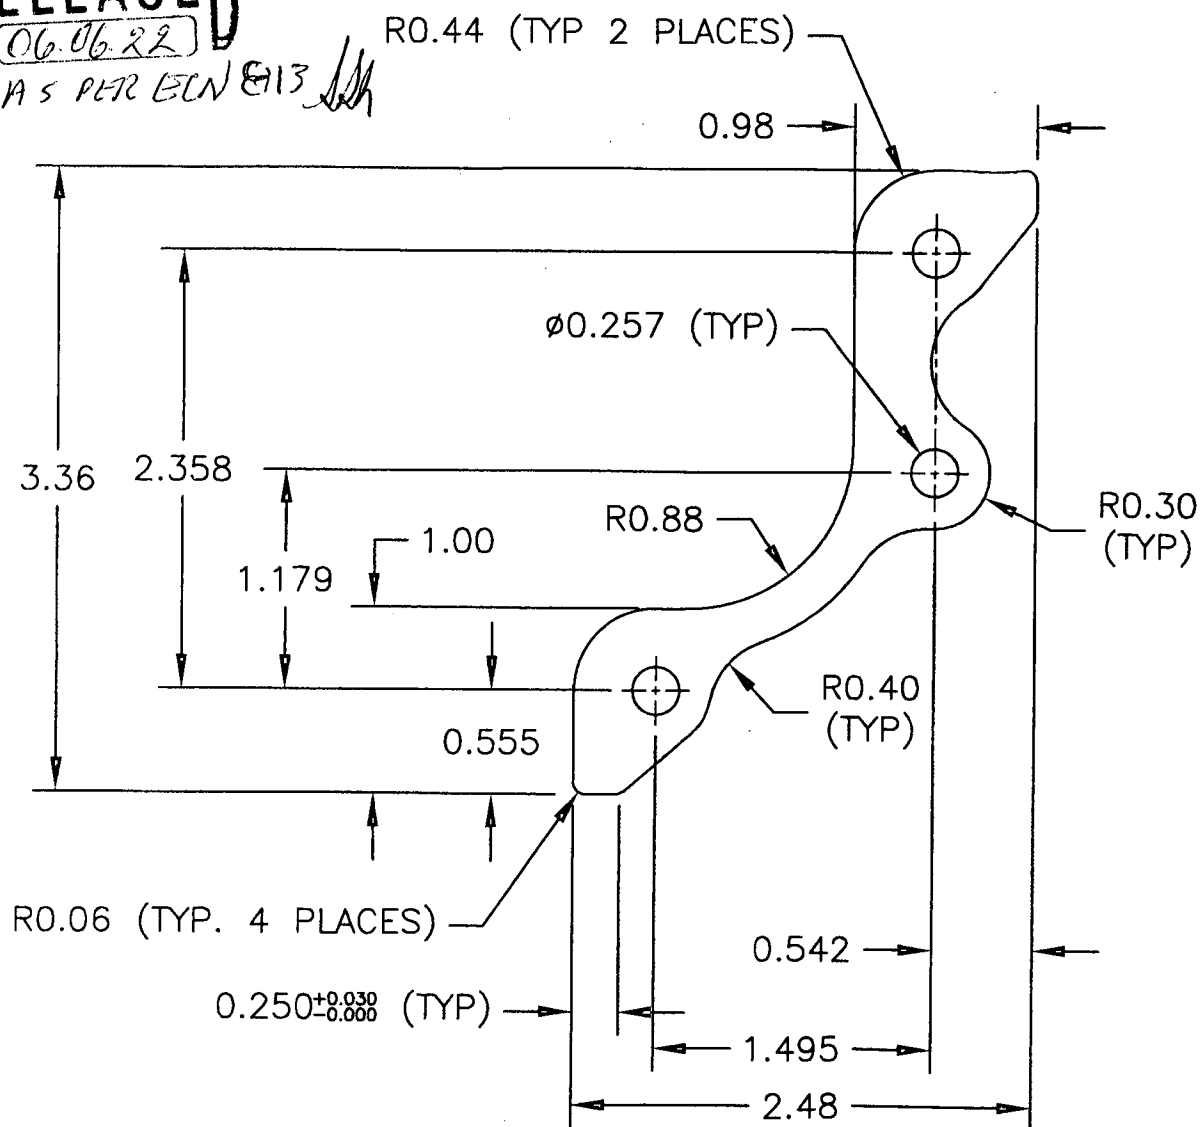 06.06.22
AS PER ECN
R0.44 (TYP 2 PLACES)
0.98
Ø0.257 (TYP)
3.36
2.358
R0.88
R0.30
(TYP)
1.00
1.179
R0.40
(TYP)
0.555
R0.06 (TYP. 4 PLACES)
0.542
0.250+0.030 -0.000 (TYP)
1.495
2.48